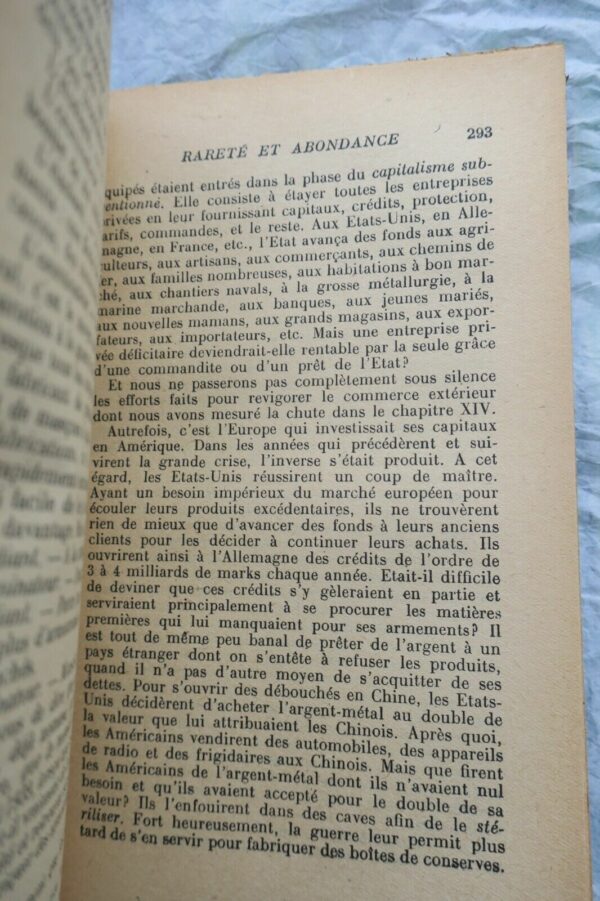 RARETÉ ET ABONDANCE 293
quipés étaient entrés dans la phase du capitalisme sub-
entionné. Elle consiste à étayer toutes les entreprises
rivées en leur fournissant capitaux, crédits, protection,
arifs, commandes, et le reste. Aux Etats-Unis, en Alle-
magne, en France, etc., l'Etat avança des fonds aux agri-
culteurs, aux artisans, aux commerçants, aux chemins de
er, aux familles nombreuses, aux habitations à bon mar-
ché, aux chantiers navals, à la grosse métallurgie, à la
marine marchande, aux banques, aux jeunes mariés,
aux nouvelles mamans, aux grands magasins, aux expor-
tateurs, aux importateurs, etc. Mais une entreprise pri-
vée déficitaire deviendrait-elle rentable par la seule grâce
d'une commandite ou d'un prêt de l'Etat?
Et nous ne passerons pas complètement sous silence
les efforts faits pour revigorer le commerce extérieur
dont nous avons mesuré la chute dans le chapitre XIV.
Autrefois, c'est l'Europe qui investissait ses capitaux
en Amérique. Dans les années qui précédèrent et sui-
virent la grande crise, l'inverse s'était produit. A cet
égard, les Etats-Unis réussirent un coup de maître.
Ayant un besoin impérieux du marché européen pour
écouler leurs produits excédentaires, ils ne trouvèrent
rien de mieux que d'avancer des fonds à leurs anciens
clients pour les décider à continuer leurs achats. Ils
ouvrirent ainsi à l'Allemagne des crédits de l'ordre de
3 à 4 milliards de marks chaque année. Etait-il difficile
de deviner que ces crédits s'y gèleraient en partie et
serviraient principalement à se procurer les matières
premières qui lui manquaient pour ses armements? Il
est tout de même peu banal de prêter de l'argent à un
pays étranger dont on s'entête à refuser les produits,
quand il n'a pas d'autre moyen de s'acquitter de ses
dettes. Pour s'ouvrir des débouchés en Chine, les Etats-
Unis décidèrent d'acheter l'argent-métal au double de
la valeur que lui attribuaient les Chinois. Après quoi,
les Américains vendirent des automobiles, des appareils
de radio et des frigidaires aux Chinois. Mais que firent
les Américains de l'argent-métal dont ils n'avaient nul
besoin et qu'ils avaient accepté pour le double de sa
valeur? Ils l'enfouirent dans des caves afin de le sté-
riliser. Fort heureusement, la guerre leur permit plus
tard de s'en servir pour fabriquer des boîtes de conserves.